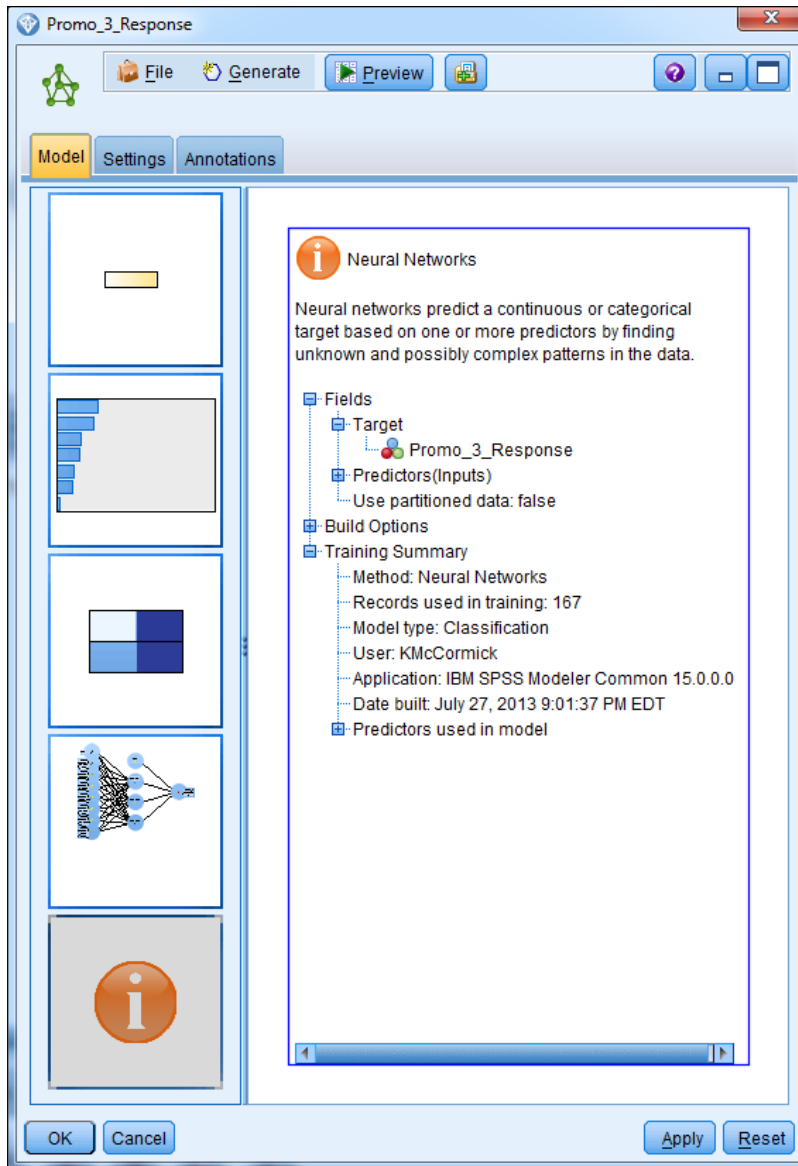 Promo_3_Response
File Generate Preview
Model Settings Annotations
Neural Networks
Neural networks predict a continuous or categorical
target based on one or more predictors by finding
unknown and possibly complex patterns in the data.
Fields
Target
Promo_3_Response
Predictors(Inputs)
Use partitioned data: false
Build Options
Training Summary
Method: Neural Networks
Records used in training: 167
Model type: Classification
User: KMcCormick
Application: IBM SPSS Modeler Common 15.0.0.0
Date built: July 27, 2013 9:01:37 PM EDT
Predictors used in model
OK Cancel Apply Reset